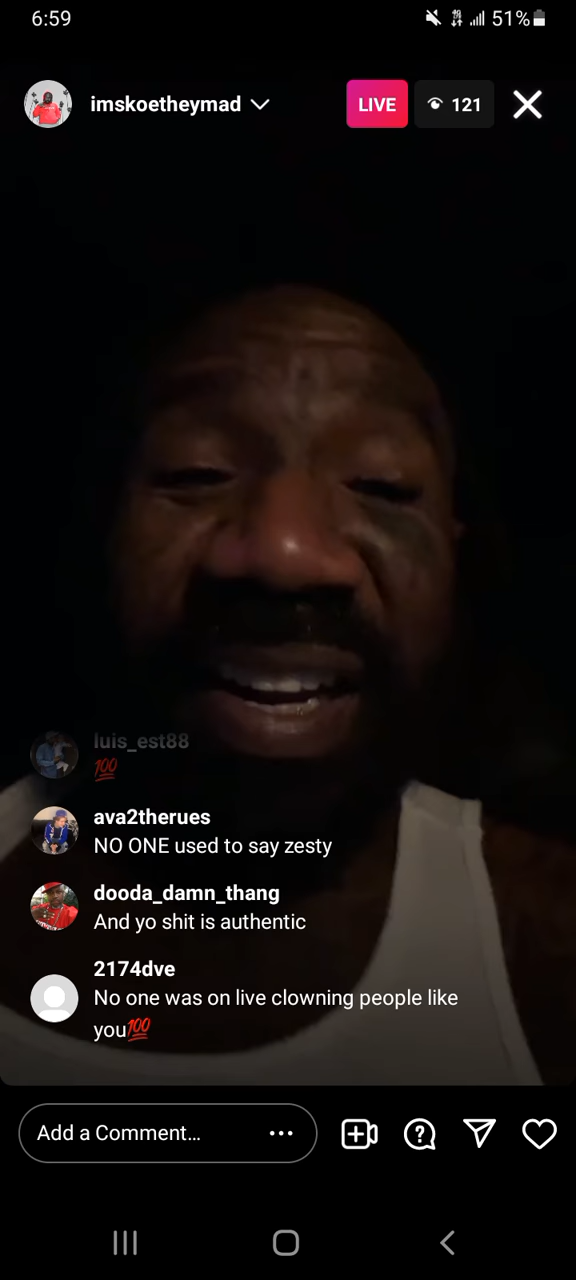 6:59
51%
imskoetheymad
LIVE
121
luis_est88
💯
ava2therues
NO ONE used to say zesty
dooda_damn_thang
And yo shit is authentic
2174dve
No one was on live clowning people like
you💯
Add a Comment…